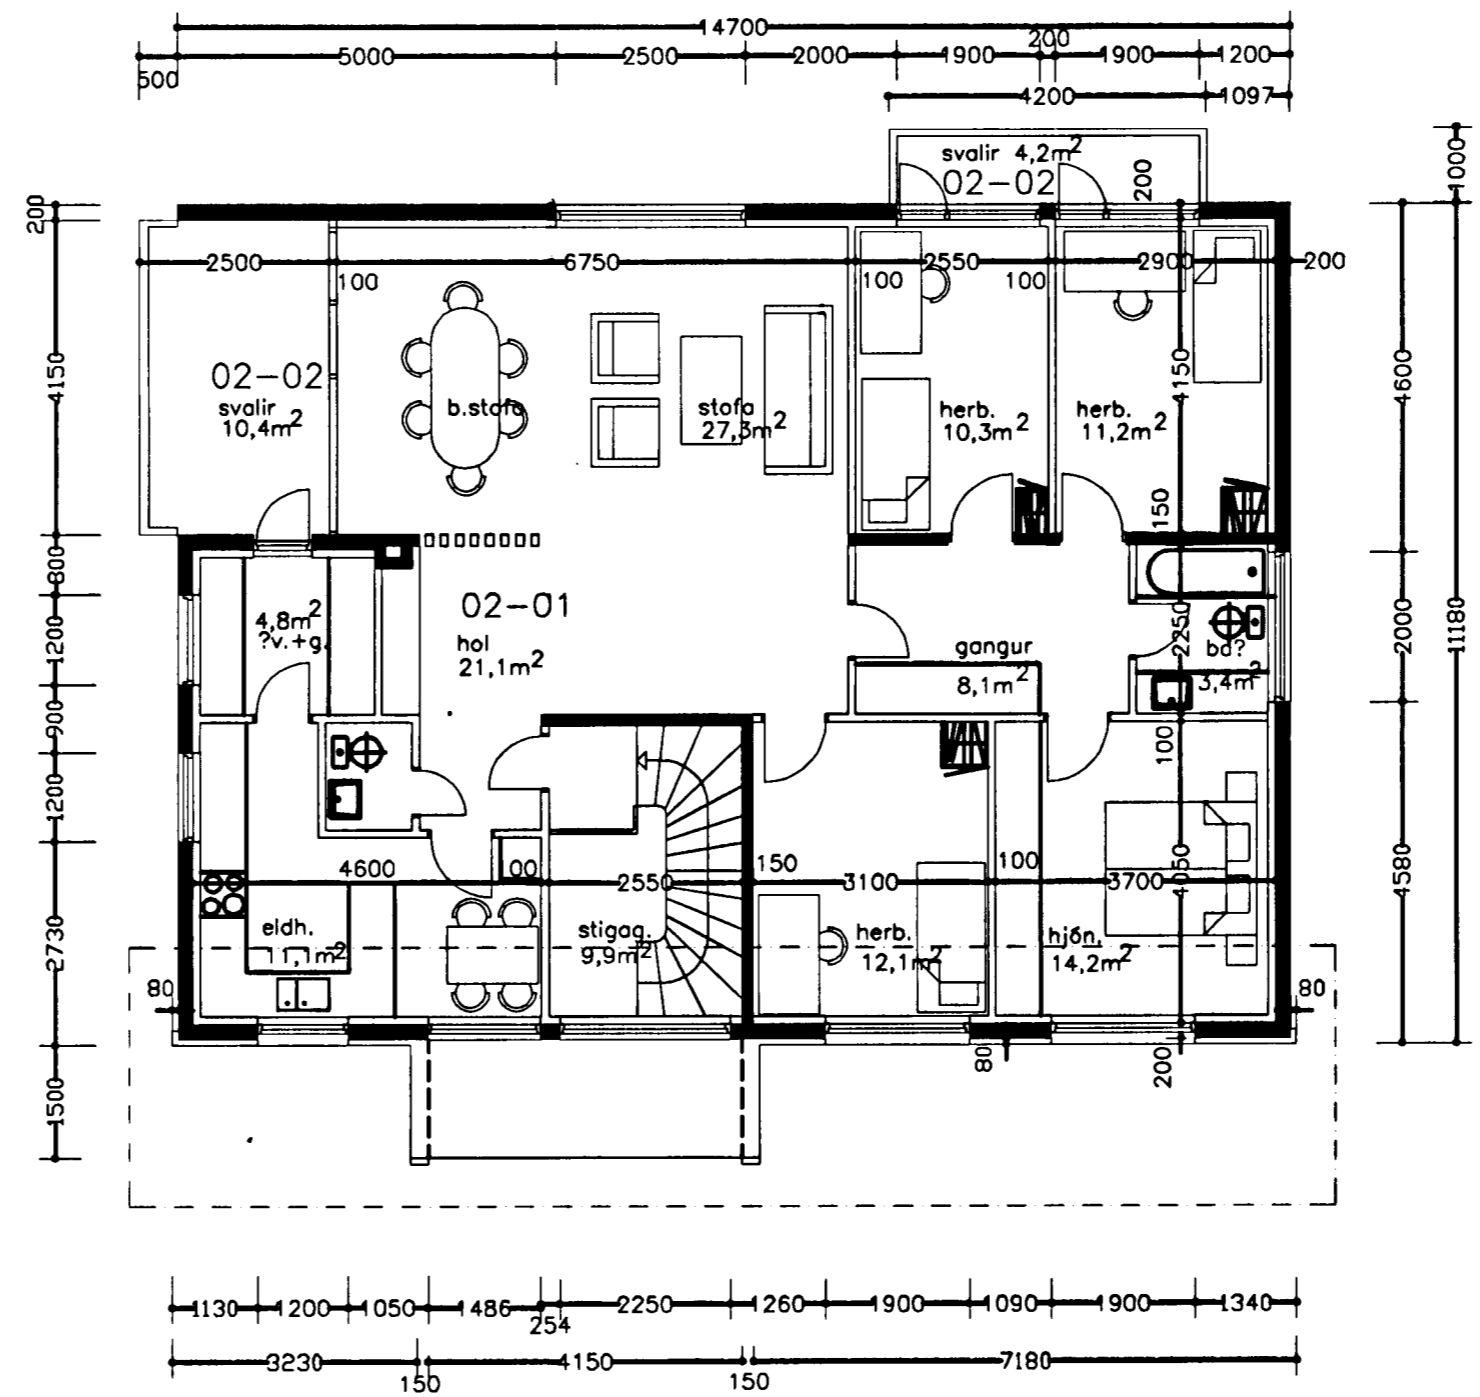 14700
200
5000 2500 2000 1900 1900 1200
500
4200 1097
1000
svalir 4,2m²
02-02
200
200
2500 6750 2550 2900 200
100 100 100
4150
4150
4600
02-02
svalir
10,4m²
b.stofa
stofa
27,3m²
herb.
10,3m²
herb.
11,2m²
150
800
1200
4,8m²
?v.+g.
02-01
hol
21,1m²
gangur
8,1m²
2250
ba?
3,4m²
2000
11180
900
100
1200
4600
00
2550
150
3100
100
3700
4050
4580
2730
eldh.
11,1m²
stigag.
9,9m²
herb.
12,1m²
hjón.
14,2m²
80
80
80
200
1500
1130 1200 1050 1486 2250 1260 1900 1090 1900 1340
254
3230 4150 7180
150 150